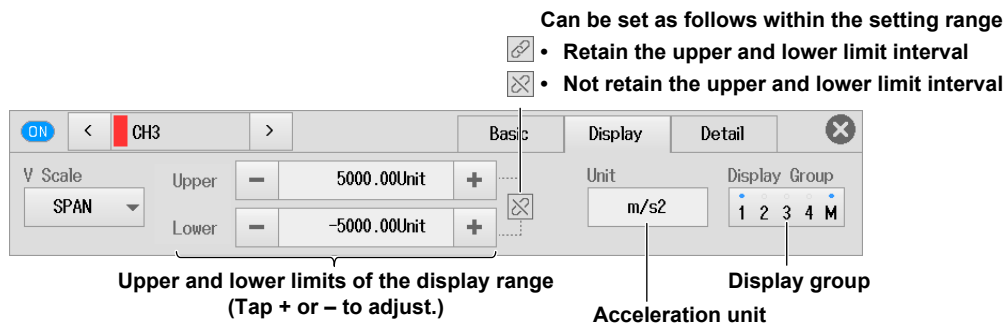 Can be set as follows within the setting range
• Retain the upper and lower limit interval
• Not retain the upper and lower limit interval
ON < CH3 > Basic Display Detail
V Scale Upper − 5000.00Unit + Unit Display Group
SPAN m/s2 1 2 3 4 M
Lower − -5000.00Unit +
Upper and lower limits of the display range
(Tap + or – to adjust.)
Display group
Acceleration unit